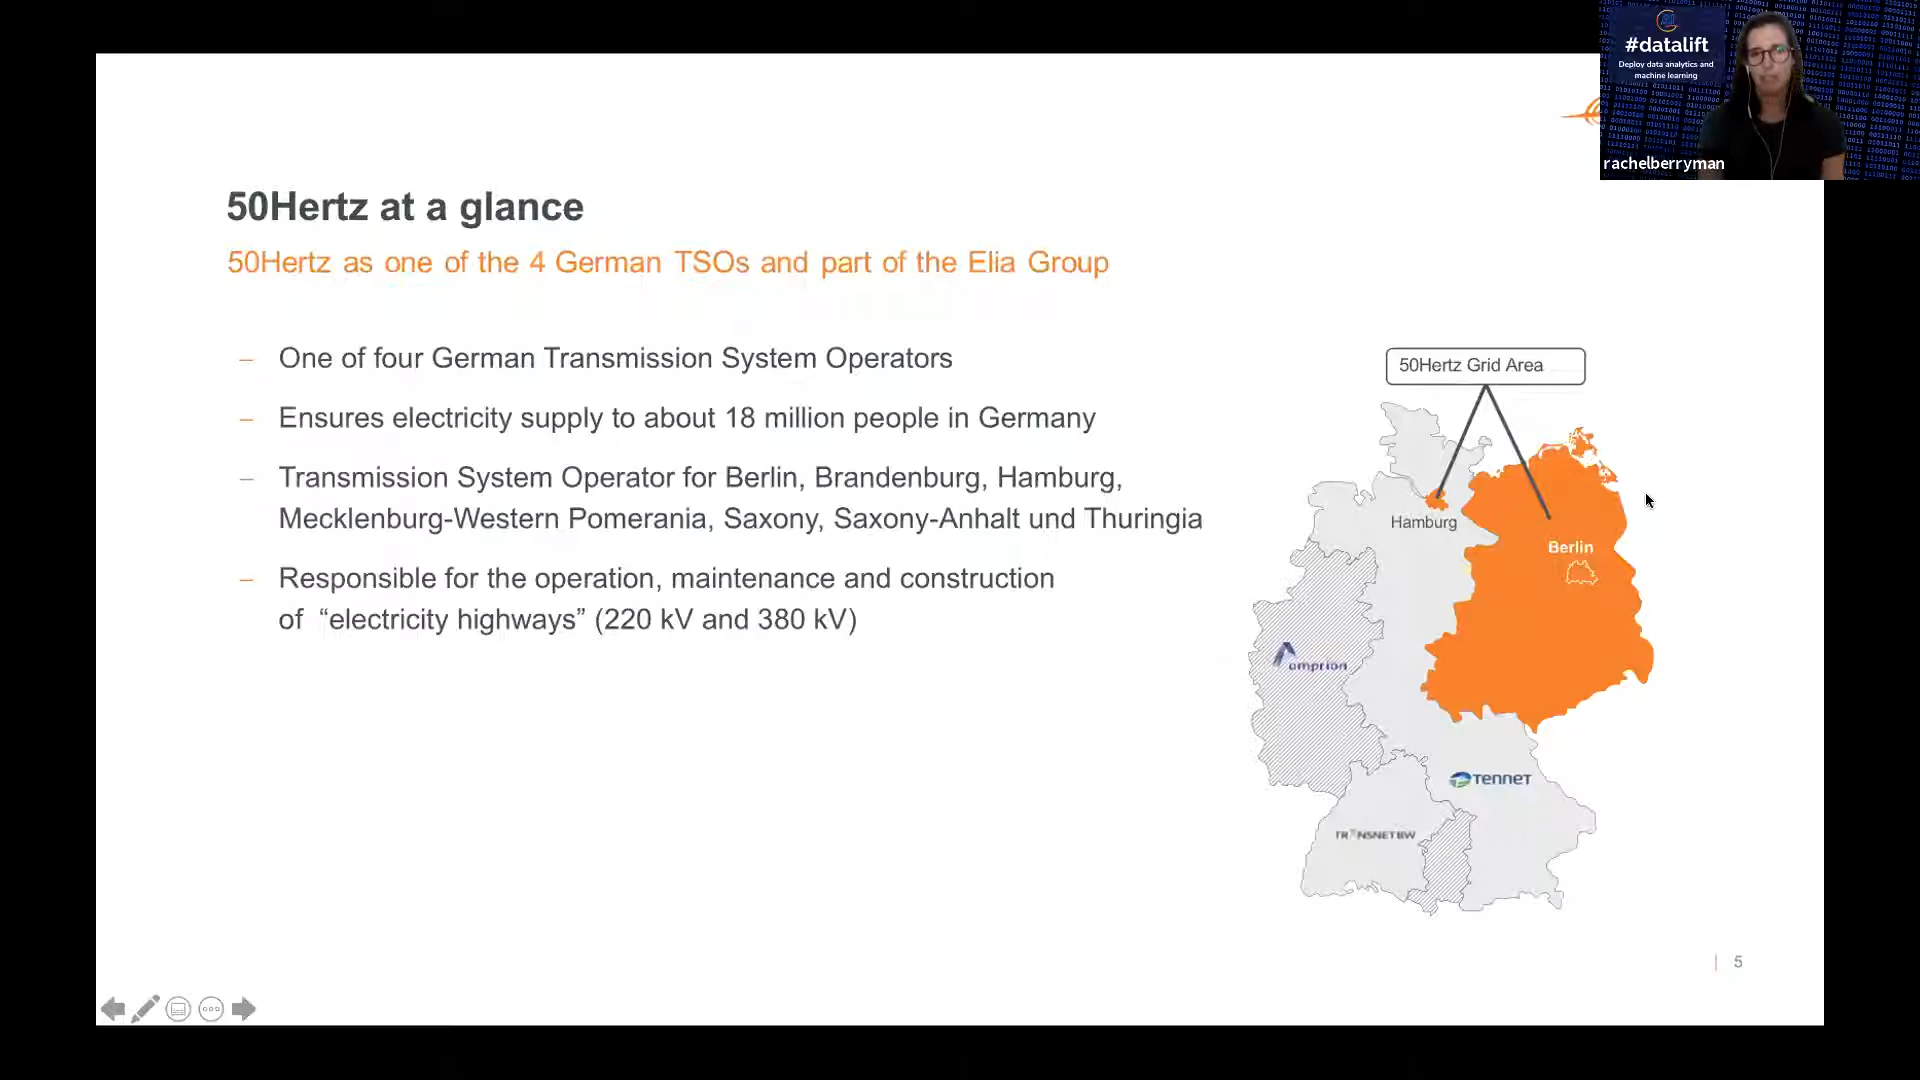 #datalift
Deploy data analytics and
machine learning
rachelberryman
50Hertz at a glance
50Hertz as one of the 4 German TSOs and part of the Elia Group
– One of four German Transmission System Operators
– Ensures electricity supply to about 18 million people in Germany
– Transmission System Operator for Berlin, Brandenburg, Hamburg,
Mecklenburg-Western Pomerania, Saxony, Saxony-Anhalt und Thuringia
– Responsible for the operation, maintenance and construction
of “electricity highways” (220 kV and 380 kV)
50Hertz Grid Area
Hamburg
Berlin
amprion
TENNET
TRANSNET BW
5